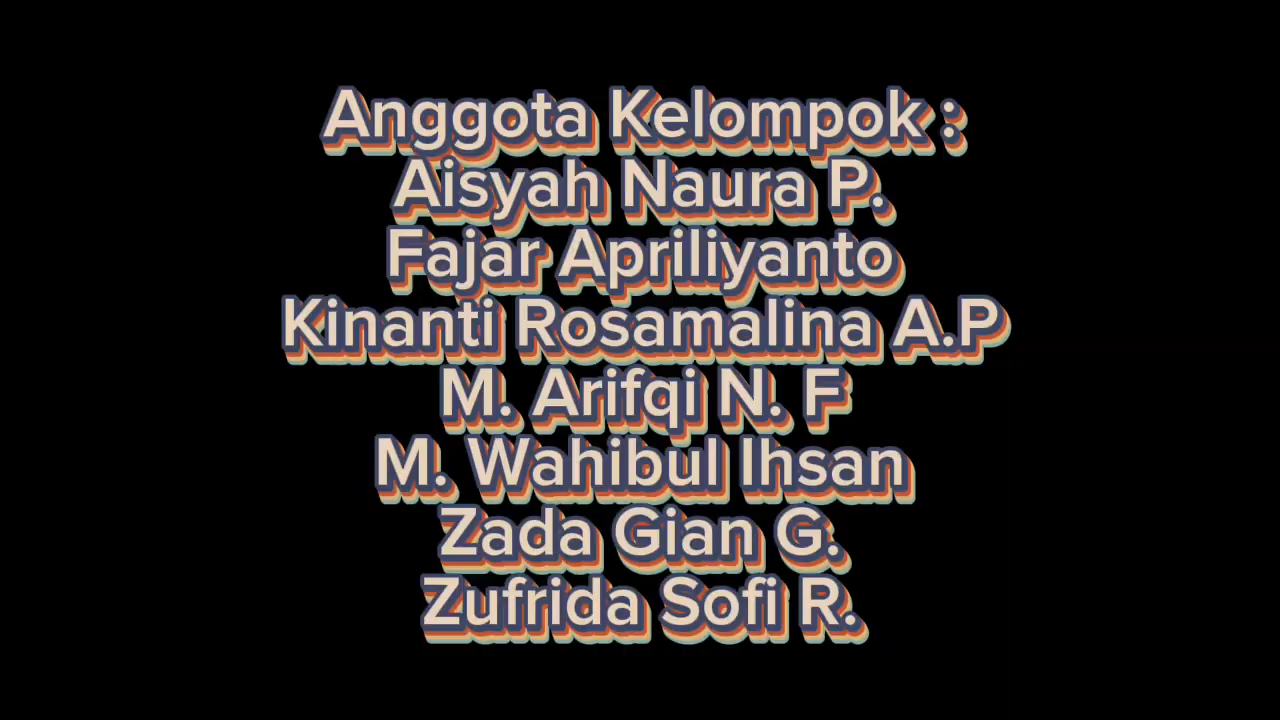 Anggota Kelompok :
Aisyah Naura P.
Fajar Apriliyanto
Kinanti Rosamalina A.P
M. Arifqi N. F
M. Wahibul Ihsan
Zada Gian G.
Zufrida Sofi R.